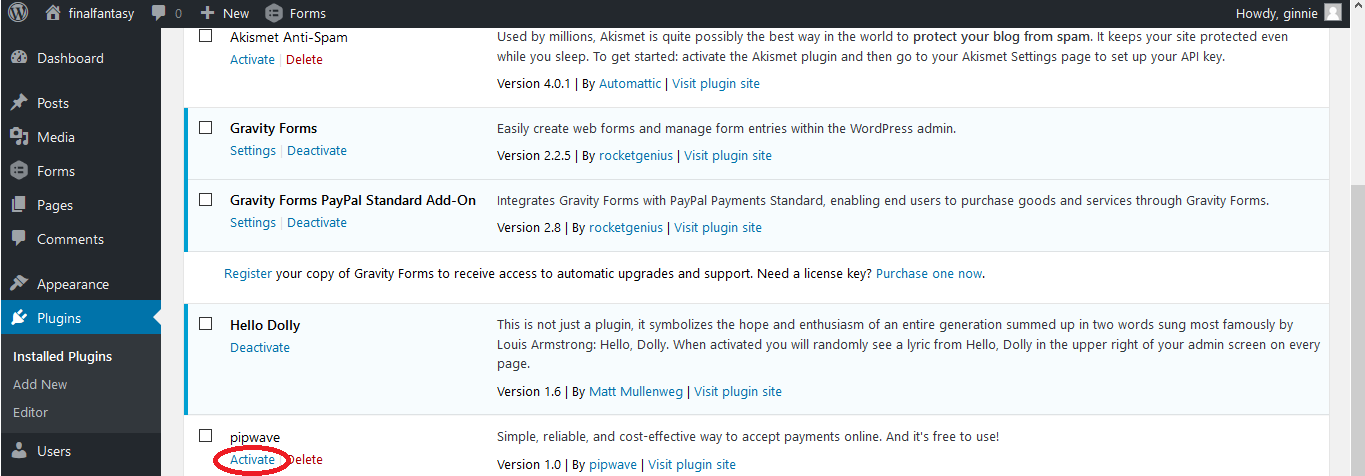 finalfantasy 0 New Forms Howdy, ginnie
Dashboard
Posts
Media
Forms
Pages
Comments
Appearance
Plugins
Installed Plugins
Add New
Editor
Users
Akismet Anti-Spam
Activate | Delete
Used by millions, Akismet is quite possibly the best way in the world to protect your blog from spam. It keeps your site protected even
while you sleep. To get started: activate the Akismet plugin and then go to your Akismet Settings page to set up your API key.
Version 4.0.1 | By Automattic | Visit plugin site
Gravity Forms
Settings | Deactivate
Easily create web forms and manage form entries within the WordPress admin.
Version 2.2.5 | By rocketgenius | Visit plugin site
Gravity Forms PayPal Standard Add-On
Settings | Deactivate
Integrates Gravity Forms with PayPal Payments Standard, enabling end users to purchase goods and services through Gravity Forms.
Version 2.8 | By rocketgenius | Visit plugin site
Register your copy of Gravity Forms to receive access to automatic upgrades and support. Need a license key? Purchase one now.
Hello Dolly
Deactivate
This is not just a plugin, it symbolizes the hope and enthusiasm of an entire generation summed up in two words sung most famously by
Louis Armstrong: Hello, Dolly. When activated you will randomly see a lyric from Hello, Dolly in the upper right of your admin screen on every
page.
Version 1.6 | By Matt Mullenweg | Visit plugin site
pipwave
Activate | Delete
Simple, reliable, and cost-effective way to accept payments online. And it's free to use!
Version 1.0 | By pipwave | Visit plugin site